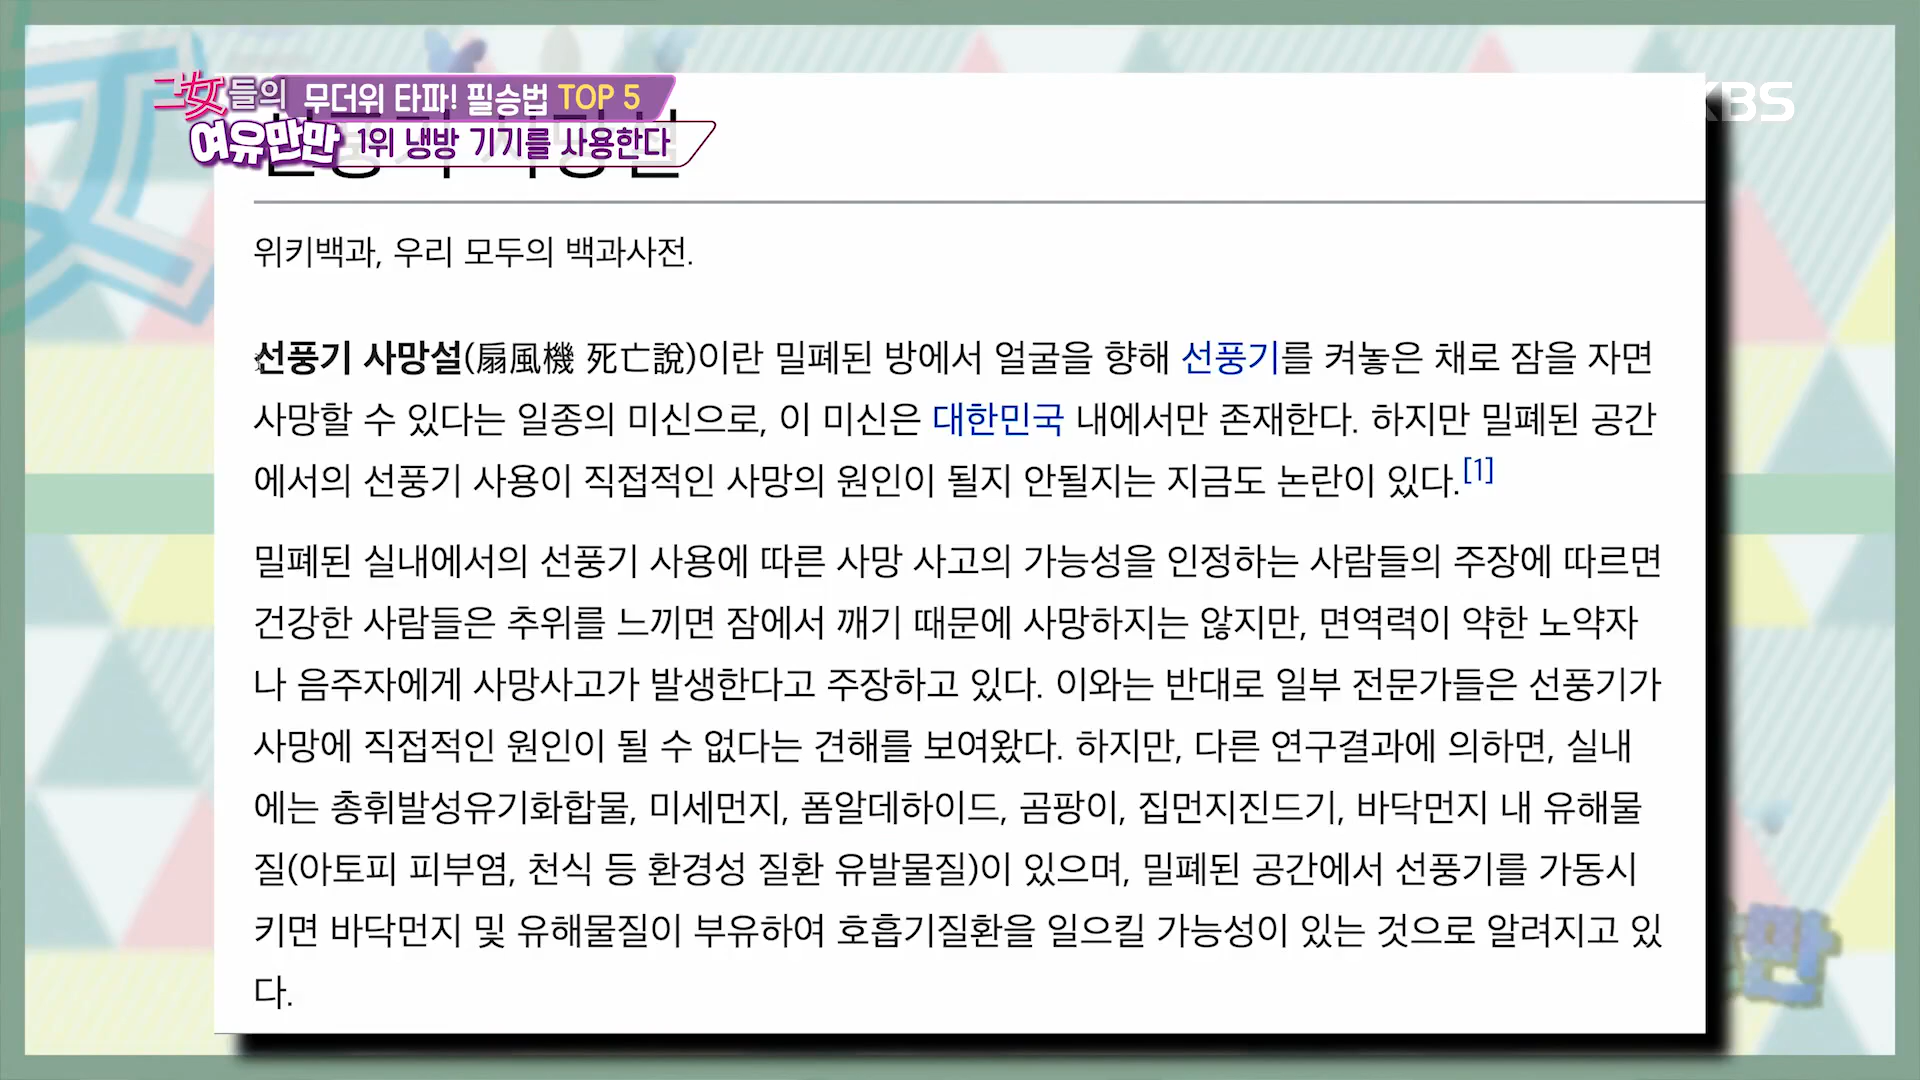 그女들의 여유만만
무더위 타파! 필승법 TOP 5
1위 냉방 기기를 사용한다
KBS
위키백과, 우리 모두의 백과사전.
선풍기 사망설(扇風機 死亡說)이란 밀폐된 방에서 얼굴을 향해 선풍기를 켜놓은 채로 잠을 자면
사망할 수 있다는 일종의 미신으로, 이 미신은 대한민국 내에서만 존재한다. 하지만 밀폐된 공간
에서의 선풍기 사용이 직접적인 사망의 원인이 될지 안될지는 지금도 논란이 있다.[1]
밀폐된 실내에서의 선풍기 사용에 따른 사망 사고의 가능성을 인정하는 사람들의 주장에 따르면
건강한 사람들은 추위를 느끼면 잠에서 깨기 때문에 사망하지는 않지만, 면역력이 약한 노약자
나 음주자에게 사망사고가 발생한다고 주장하고 있다. 이와는 반대로 일부 전문가들은 선풍기가
사망에 직접적인 원인이 될 수 없다는 견해를 보여왔다. 하지만, 다른 연구결과에 의하면, 실내
에는 총휘발성유기화합물, 미세먼지, 폼알데하이드, 곰팡이, 집먼지진드기, 바닥먼지 내 유해물
질(아토피 피부염, 천식 등 환경성 질환 유발물질)이 있으며, 밀폐된 공간에서 선풍기를 가동시
키면 바닥먼지 및 유해물질이 부유하여 호흡기질환을 일으킬 가능성이 있는 것으로 알려지고 있
다.